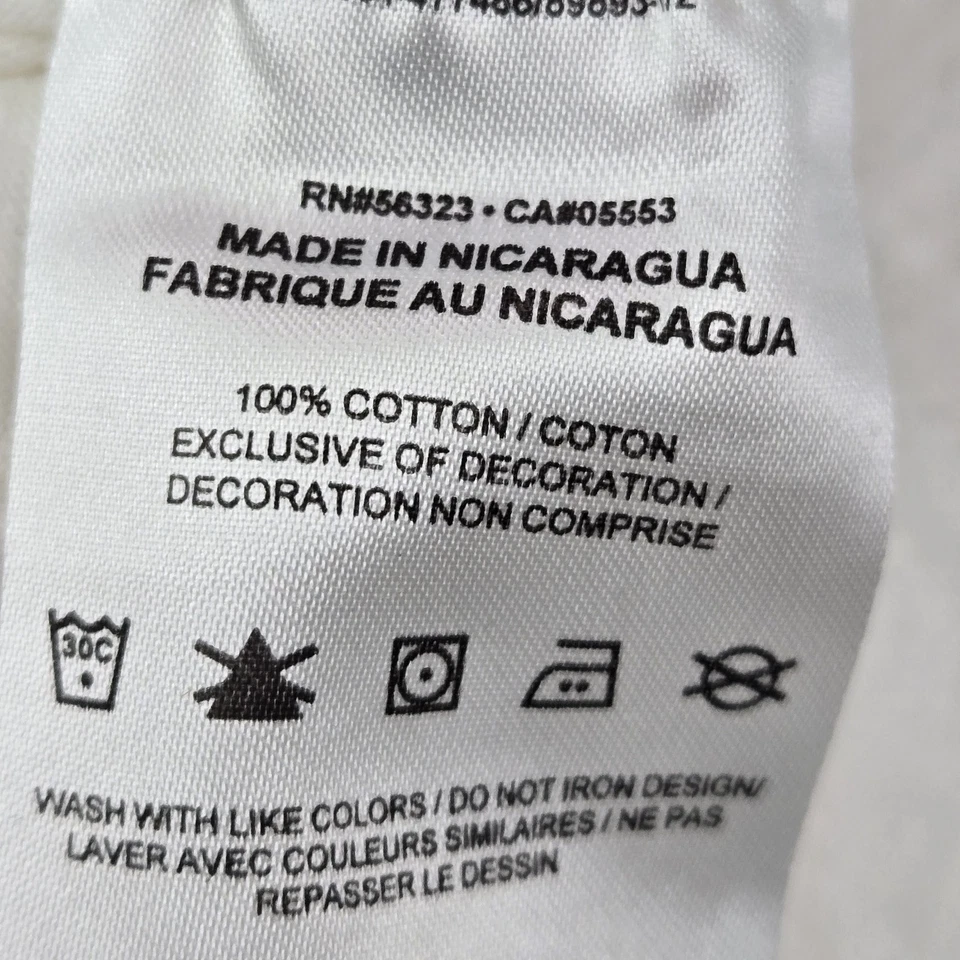 RN#56323 • CA#05553
MADE IN NICARAGUA
FABRIQUE AU NICARAGUA
100% COTTON / COTON
EXCLUSIVE OF DECORATION /
DECORATION NON COMPRISE
30C
WASH WITH LIKE COLORS / DO NOT IRON DESIGN/
LAVER AVEC COULEURS SIMILAIRES / NE PAS
REPASSER LE DESSIN